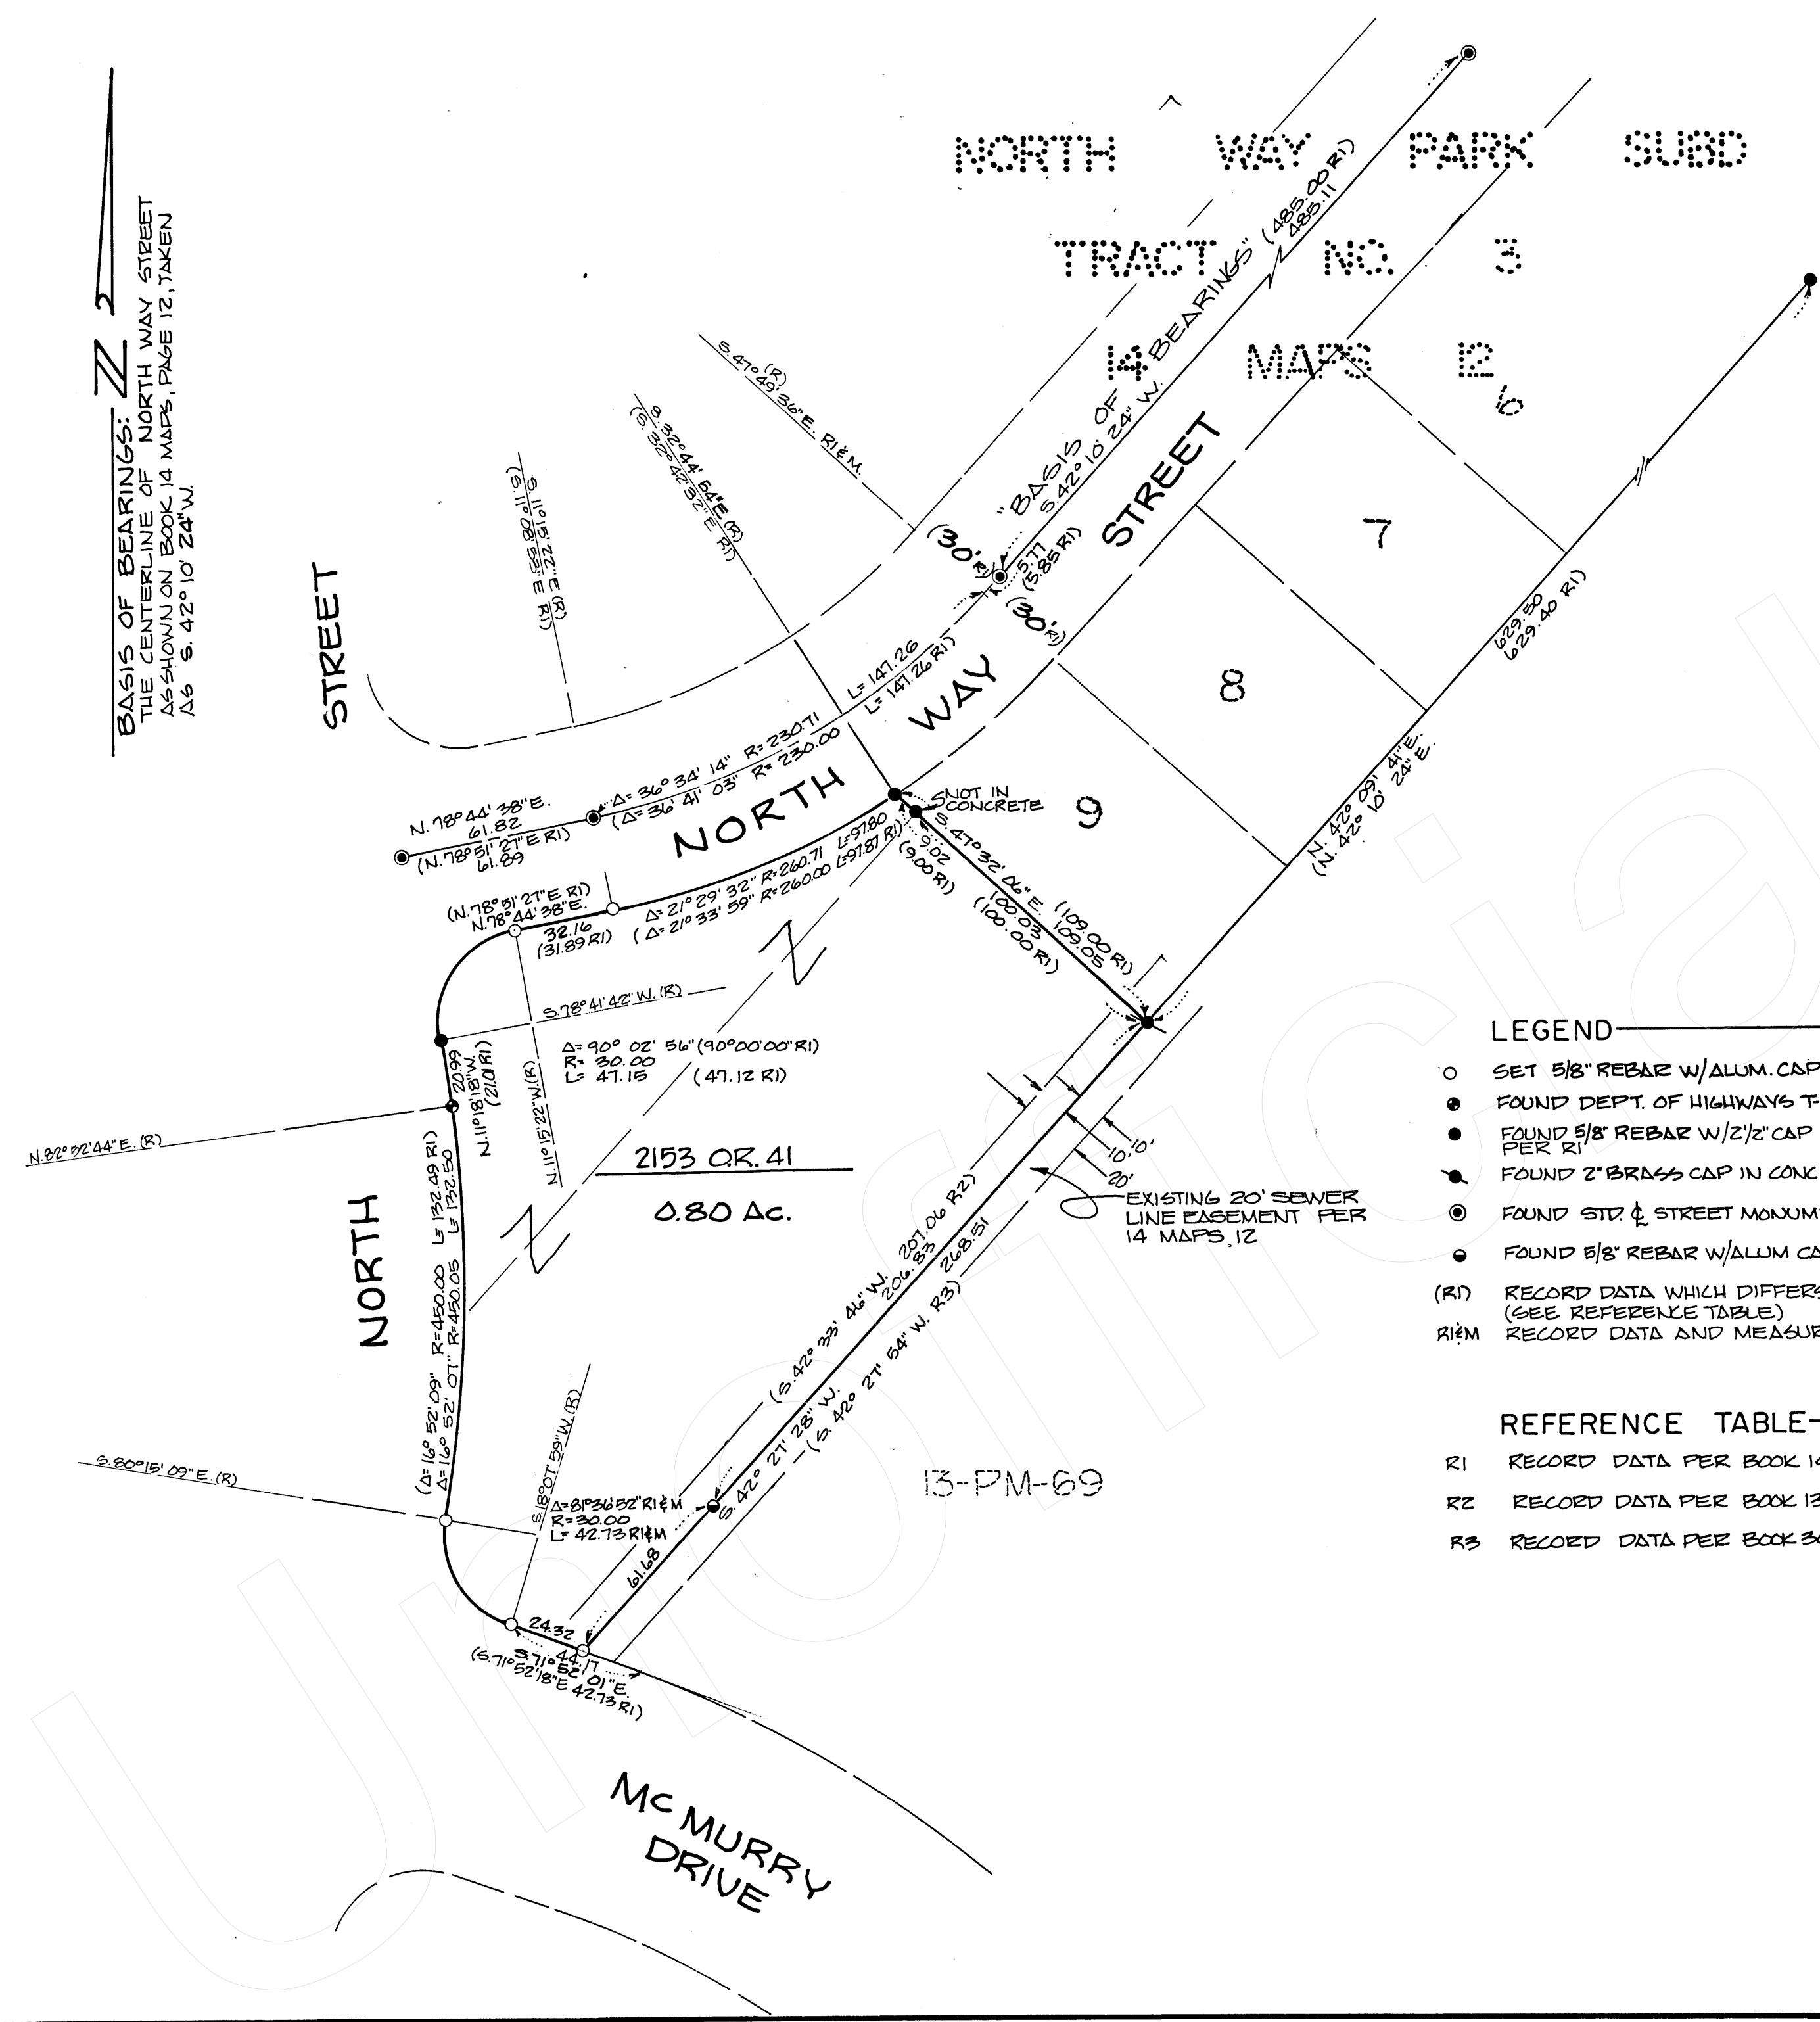 BASIS OF BEARINGS: N
THE CENTERLINE OF NORTH WAY STREET
AS SHOWN ON BOOK 14 MAPS, PAGE 12, TAKEN
AS S. 42° 10' 24" W.
NORTH WAY PARK SUBD
TRACT NO. 3
14 MAPS 12
6
7
8
9
"BASIS OF BEARINGS" (485.00 R1)
S. 42° 10' 24" W. 485.11
S. 47° 49' 36" E. R1&M.
(R)
S. 32° 44' 54" E (R)
(S. 32° 42' 32" E R1)
S. 11° 15' 22" E (R)
(S. 11° 08' 53" E R1)
STREET
(30' R1)
5.77
(5.85 R1)
(30' R1)
STREET
WAY
NORTH
L= 147.26
L= 147.26 R1)
Δ= 36° 34' 14" R= 230.71
(Δ= 36° 41' 03" R= 230.00
N. 78° 44' 38" E.
61.82
(N. 78° 51' 27" E R1)
61.89
629.50
629.40 R1)
N. 42° 09' 41" E.
(N. 42° 10' 24" E.
NOT IN
CONCRETE
S. 47° 32' 06" E. (109.00 R1)
100.03 109.05
(100.00 R1)
9.02
(9.00 R1)
Δ= 21° 29' 32" R= 260.71 L= 97.80
(Δ= 21° 33' 59" R= 260.00 L= 97.87 R1)
(N. 78° 51' 27" E R1)
N. 78° 44' 38" E.
32.16
(31.89 R1)
S. 78° 41' 42" W. (R)
Δ= 90° 02' 56" (90° 00' 00" R1)
R= 30.00
L= 47.15 (47.12 R1)
20.99
N. 11° 18' 18" W.
(21.01 R1)
N. 11° 15' 22" W. (R)
N. 82° 52' 44" E. (R)
2153 O.R. 41
0.80 AC.
NORTH
(Δ= 16° 52' 09" R= 450.00 L= 132.49 R1)
Δ= 16° 52' 07" R= 450.05 L= 132.50
10' 10'
20'
EXISTING 20' SEWER
LINE EASEMENT PER
14 MAPS, 12
(S. 42° 33' 46" W. 207.06 R2)
206.83
S. 42° 27' 28" W. 268.51
(S. 42° 27' 54" W. R3)
S. 80° 15' 09" E. (R)
S. 18° 07' 59" W. (R)
Δ= 81° 36' 52" R1&M
R= 30.00
L= 42.73 R1&M
61.68
13-PM-69
24.32
44.17
S. 71° 52' 01" E.
(S. 71° 52' 18" E 42.73 R1)
MC MURRY
DRIVE
LEGEND
SET 5/8" REBAR W/ALUM. CAP
FOUND DEPT. OF HIGHWAYS T-
FOUND 5/8" REBAR W/2 1/2" CAP
PER R1
FOUND 2" BRASS CAP IN CONC
FOUND STD. ℄ STREET MONUM
FOUND 5/8" REBAR W/ALUM CA
(R1) RECORD DATA WHICH DIFFERS
(SEE REFERENCE TABLE)
R1&M RECORD DATA AND MEASUR
REFERENCE TABLE
R1 RECORD DATA PER BOOK 14
R2 RECORD DATA PER BOOK 13
R3 RECORD DATA PER BOOK 30
Unofficial